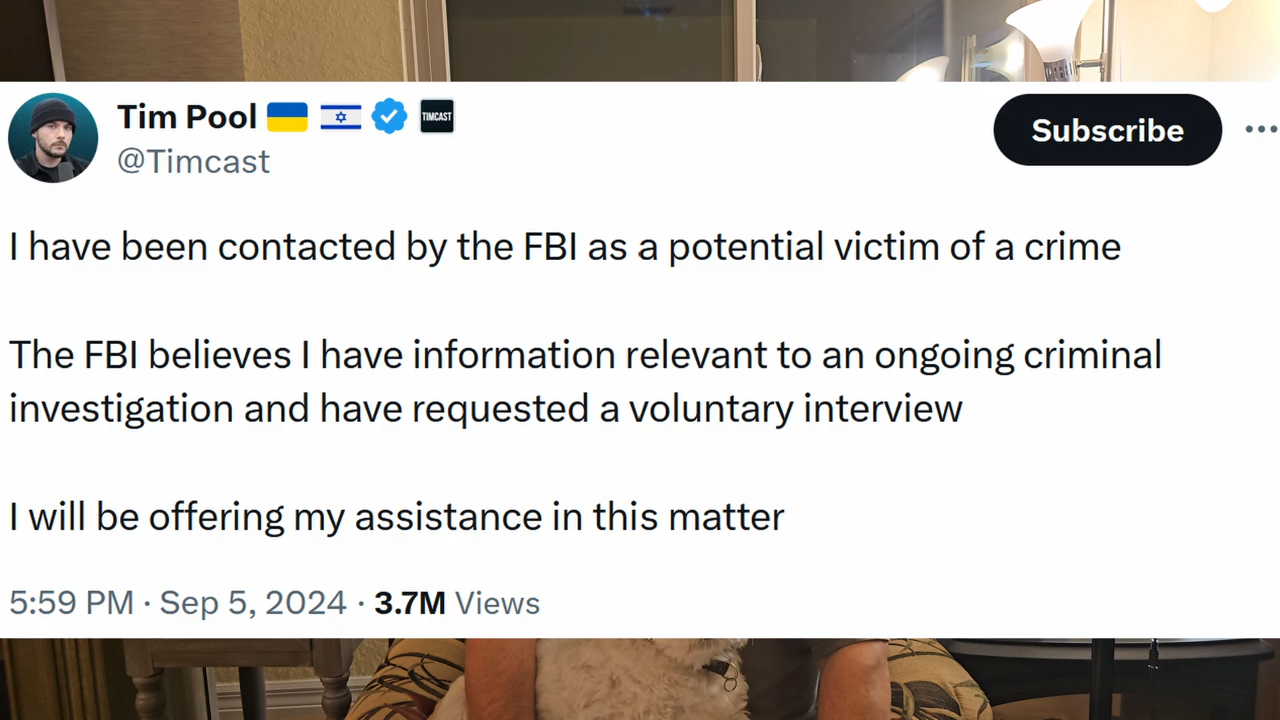 Tim Pool 🇺🇦 🇮🇱 TIMCAST
@Timcast
Subscribe
I have been contacted by the FBI as a potential victim of a crime
The FBI believes I have information relevant to an ongoing criminal
investigation and have requested a voluntary interview
I will be offering my assistance in this matter
5:59 PM · Sep 5, 2024 · 3.7M Views